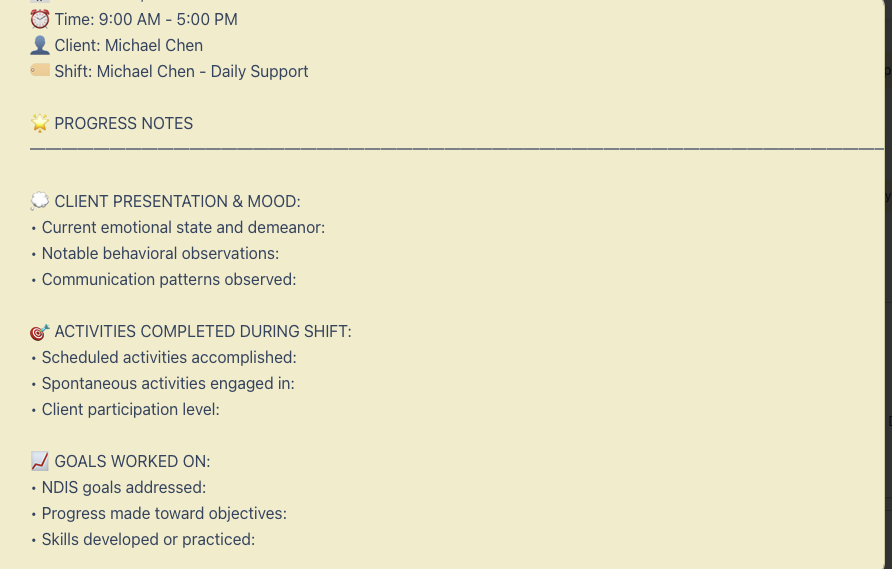 Time: 9:00 AM - 5:00 PM
Client: Michael Chen
Shift: Michael Chen - Daily Support
PROGRESS NOTES
CLIENT PRESENTATION & MOOD:
• Current emotional state and demeanor:
• Notable behavioral observations:
• Communication patterns observed:
ACTIVITIES COMPLETED DURING SHIFT:
• Scheduled activities accomplished:
• Spontaneous activities engaged in:
• Client participation level:
GOALS WORKED ON:
• NDIS goals addressed:
• Progress made toward objectives:
• Skills developed or practiced: